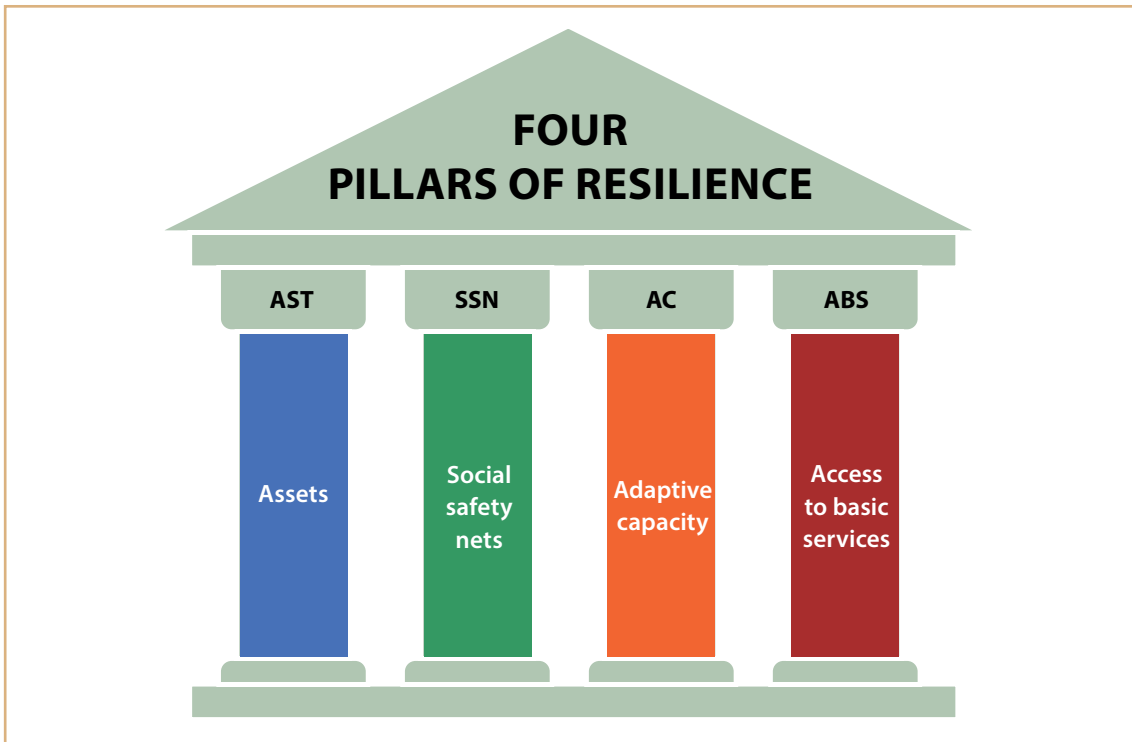 FOUR
PILLARS OF RESILIENCE
AST
SSN
AC
ABS
Assets
Social
safety
nets
Adaptive
capacity
Access
to basic
services